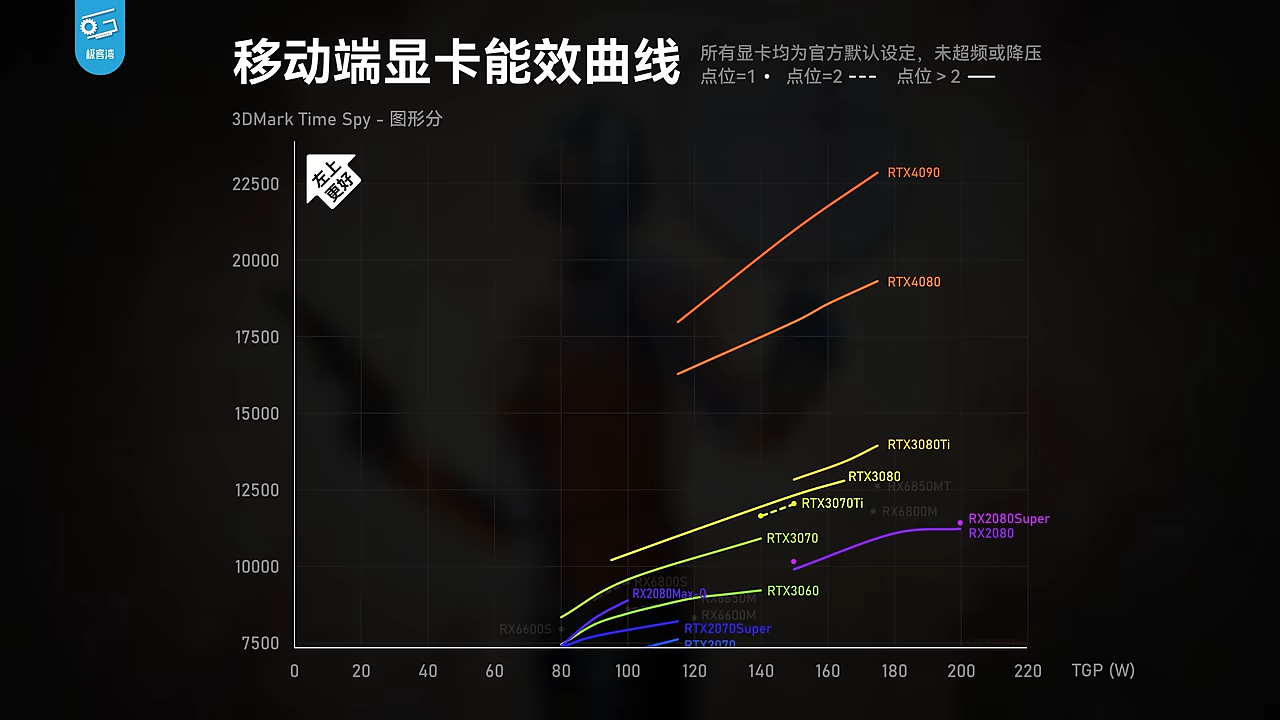 极客湾
移动端显卡能效曲线
所有显卡均为官方默认设定，未超频或降压
点位=1 • 点位=2 --- 点位 > 2 —
3DMark Time Spy - 图形分
左上
更好
22500
RTX4090
20000
RTX4080
17500
15000
RTX3080Ti
RTX3080
12500
RX6850MT
RTX3070Ti
RX6800M
RX2080Super
RX2080
RTX3070
10000
RX6800S
RX2080Max-Q
RX6850M
RTX3060
RX6600M
RX6600S
RTX2070Super
RTX2070
7500
0 20 40 60 80 100 120 140 160 180 200 220 TGP (W)